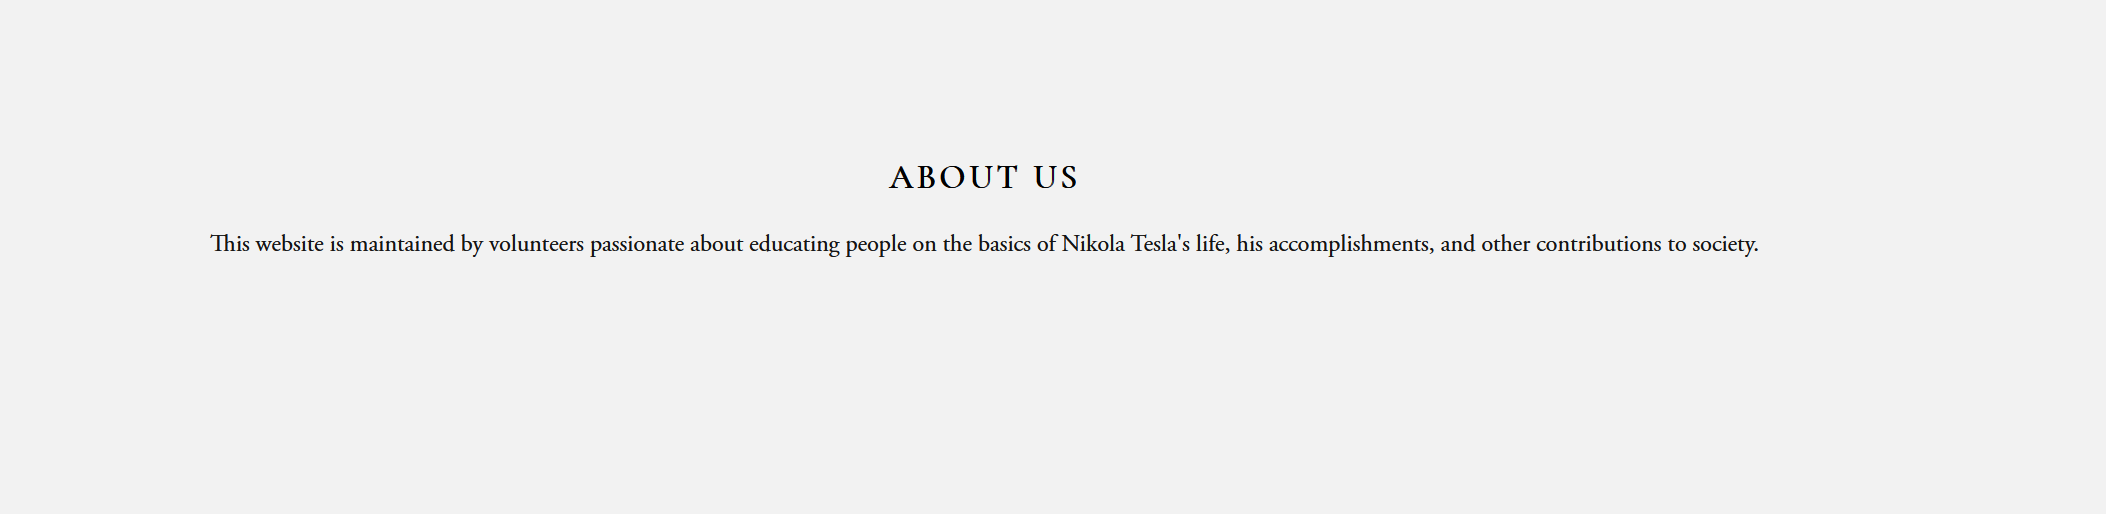 ABOUT US
This website is maintained by volunteers passionate about educating people on the basics of Nikola Tesla's life, his accomplishments, and other contributions to society.